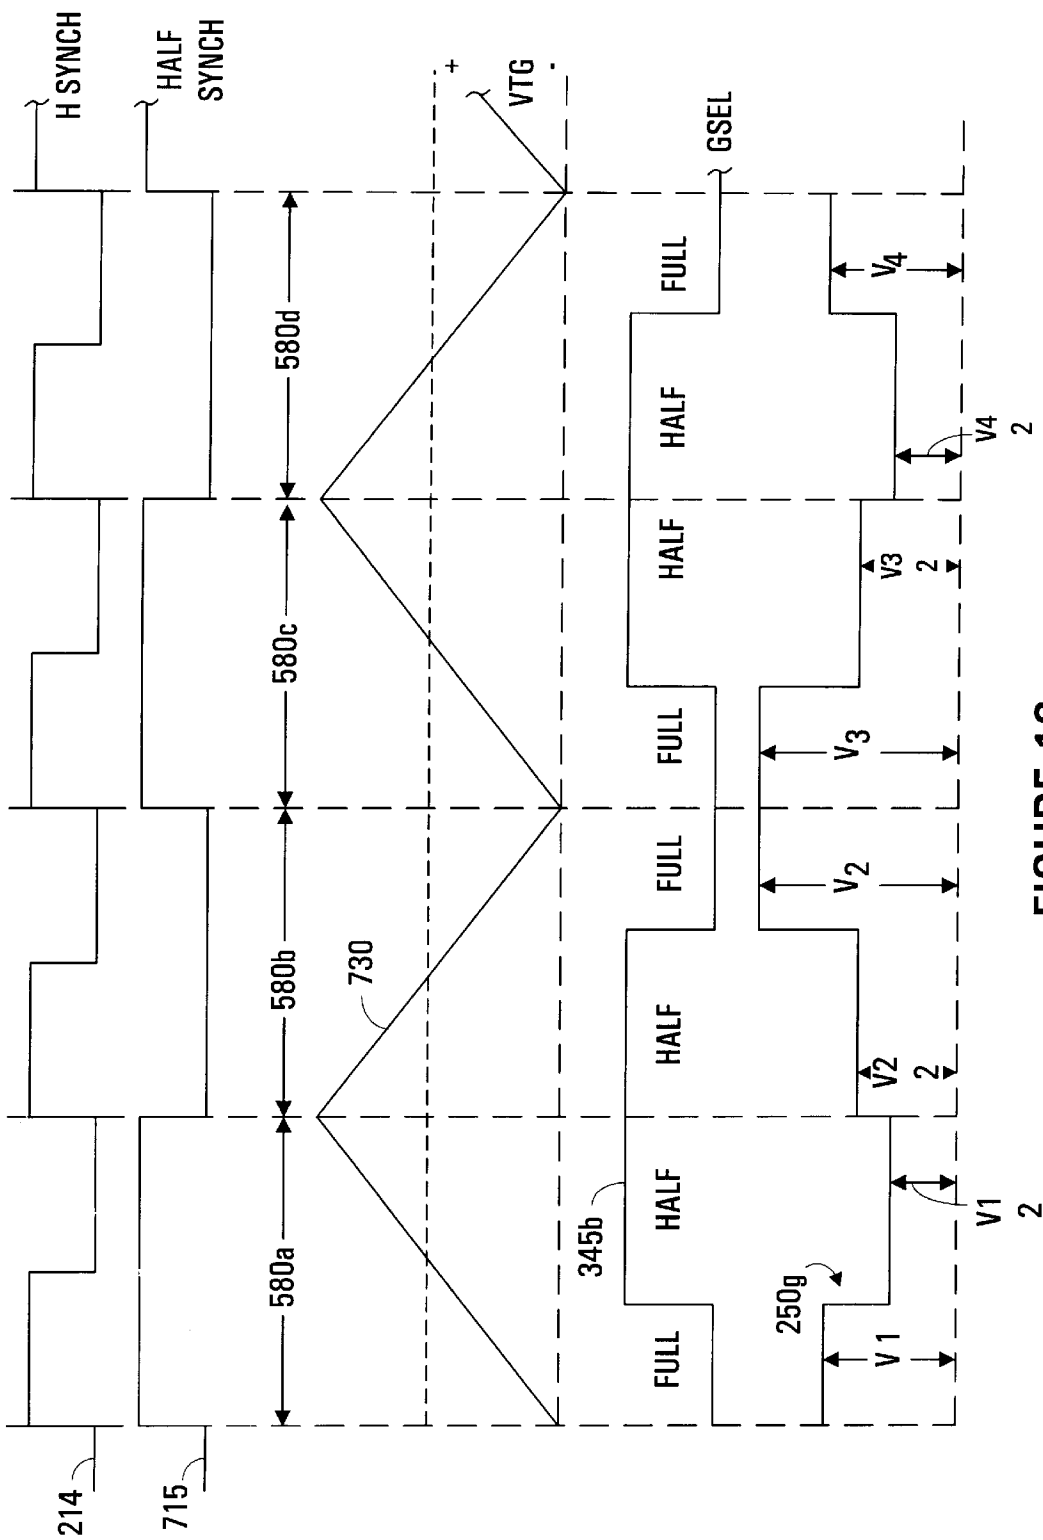 214
H SYNCH
715
HALF
SYNCH
580a
580b
580c
580d
730
+
VTG
-
345b
FULL
HALF
HALF
FULL
FULL
HALF
HALF
FULL
GSEL
250g
V1
V1
2
V2
2
V2
V3
V3
2
V4
2
V4
FIGURE